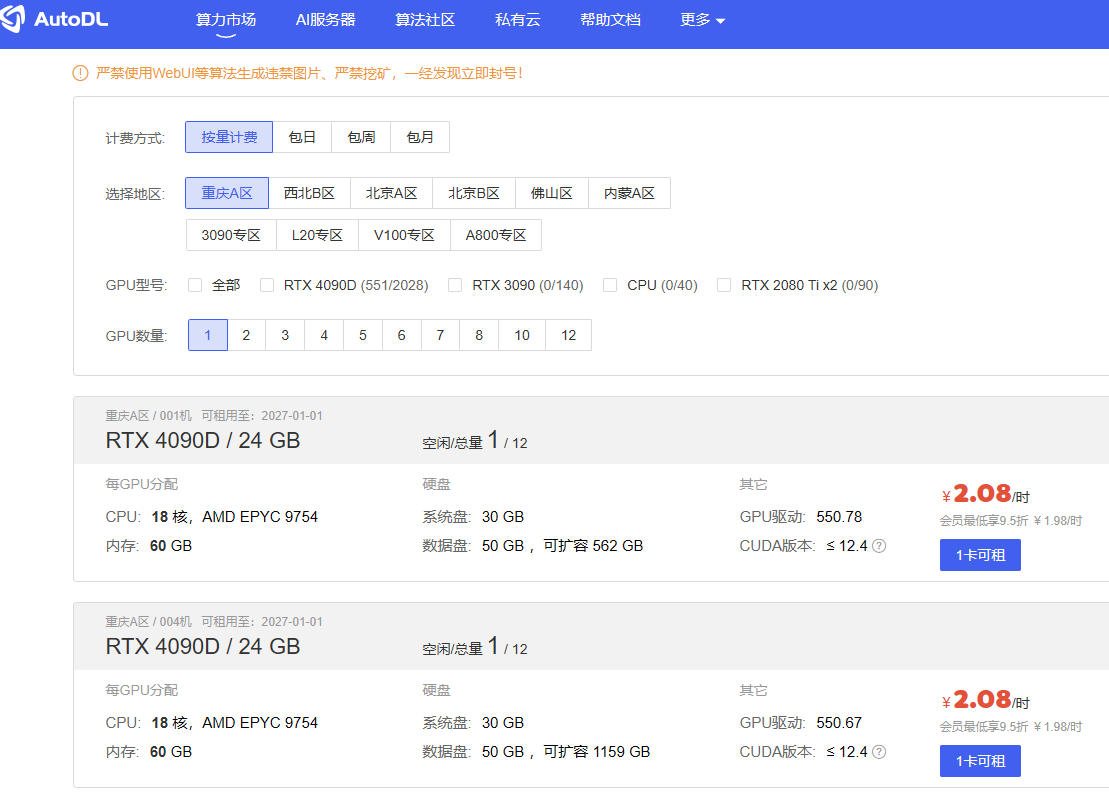 AutoDL 算力市场 AI服务器 算法社区 私有云 帮助文档 更多
严禁使用WebUI等算法生成违禁图片、严禁挖矿，一经发现立即封号！
计费方式: 按量计费 包日 包周 包月
选择地区: 重庆A区 西北B区 北京A区 北京B区 佛山区 内蒙A区
3090专区 L20专区 V100专区 A800专区
GPU型号: 全部 RTX 4090D (551/2028) RTX 3090 (0/140) CPU (0/40) RTX 2080 Ti x2 (0/90)
GPU数量: 1 2 3 4 5 6 7 8 10 12
重庆A区 / 001机 可租用至：2027-01-01
RTX 4090D / 24 GB 空闲/总量 1 / 12
每GPU分配 硬盘 其它
CPU: 18 核，AMD EPYC 9754 系统盘: 30 GB GPU驱动: 550.78 ￥2.08/时
内存: 60 GB 数据盘: 50 GB ，可扩容 562 GB CUDA版本: ≤ 12.4 会员最低享9.5折 ￥1.98/时
1卡可租
重庆A区 / 004机 可租用至：2027-01-01
RTX 4090D / 24 GB 空闲/总量 1 / 12
每GPU分配 硬盘 其它
CPU: 18 核，AMD EPYC 9754 系统盘: 30 GB GPU驱动: 550.67 ￥2.08/时
内存: 60 GB 数据盘: 50 GB ，可扩容 1159 GB CUDA版本: ≤ 12.4 会员最低享9.5折 ￥1.98/时
1卡可租